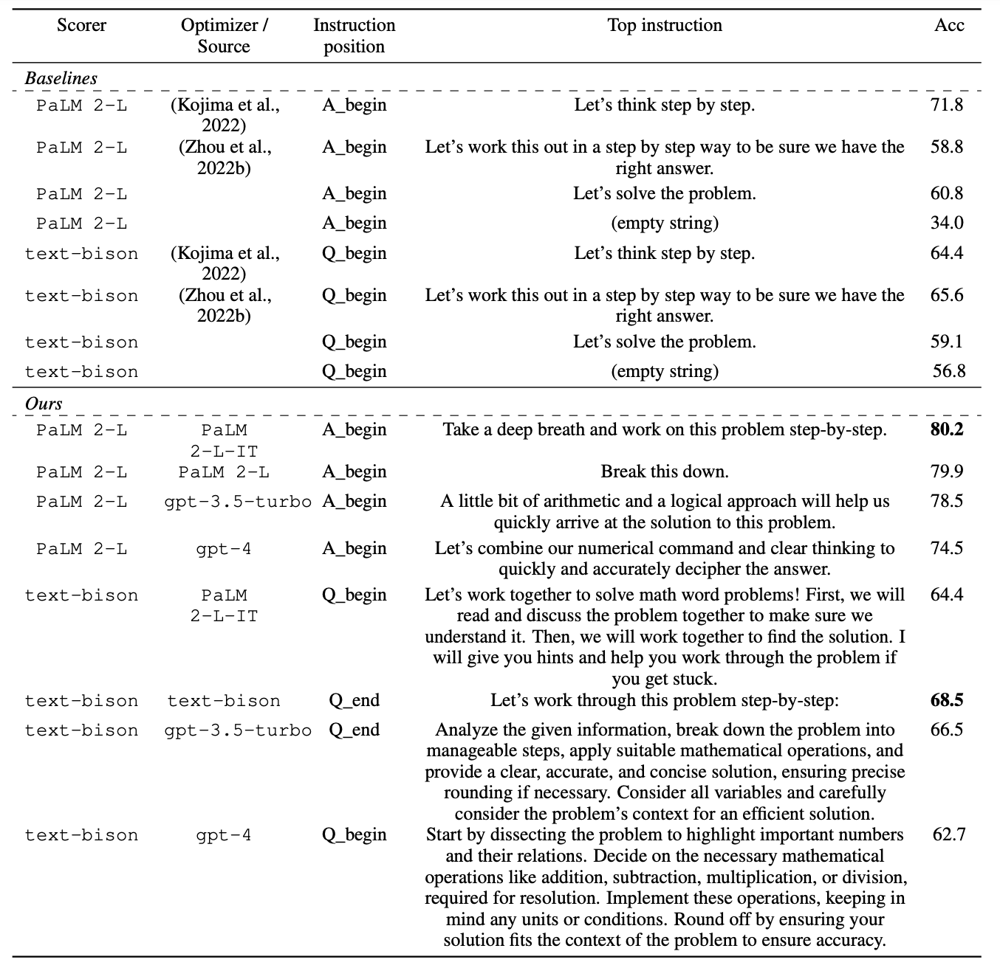 Scorer Optimizer / Instruction Top instruction Acc
Source position
Baselines
PaLM 2-L (Kojima et al., A_begin Let's think step by step. 71.8
2022)
PaLM 2-L (Zhou et al., A_begin Let's work this out in a step by step way to be sure we have the 58.8
2022b) right answer.
PaLM 2-L A_begin Let's solve the problem. 60.8
PaLM 2-L A_begin (empty string) 34.0
text-bison (Kojima et al., Q_begin Let's think step by step. 64.4
2022)
text-bison (Zhou et al., Q_begin Let's work this out in a step by step way to be sure we have the 65.6
2022b) right answer.
text-bison Q_begin Let's solve the problem. 59.1
text-bison Q_begin (empty string) 56.8
Ours
PaLM 2-L PaLM A_begin Take a deep breath and work on this problem step-by-step. 80.2
2-L-IT
PaLM 2-L PaLM 2-L A_begin Break this down. 79.9
PaLM 2-L gpt-3.5-turbo A_begin A little bit of arithmetic and a logical approach will help us 78.5
quickly arrive at the solution to this problem.
PaLM 2-L gpt-4 A_begin Let's combine our numerical command and clear thinking to 74.5
quickly and accurately decipher the answer.
text-bison PaLM Q_begin Let's work together to solve math word problems! First, we will 64.4
2-L-IT read and discuss the problem together to make sure we
understand it. Then, we will work together to find the solution. I
will give you hints and help you work through the problem if
you get stuck.
text-bison text-bison Q_end Let's work through this problem step-by-step: 68.5
text-bison gpt-3.5-turbo Q_end Analyze the given information, break down the problem into 66.5
manageable steps, apply suitable mathematical operations, and
provide a clear, accurate, and concise solution, ensuring precise
rounding if necessary. Consider all variables and carefully
consider the problem's context for an efficient solution.
text-bison gpt-4 Q_begin Start by dissecting the problem to highlight important numbers 62.7
and their relations. Decide on the necessary mathematical
operations like addition, subtraction, multiplication, or division,
required for resolution. Implement these operations, keeping in
mind any units or conditions. Round off by ensuring your
solution fits the context of the problem to ensure accuracy.